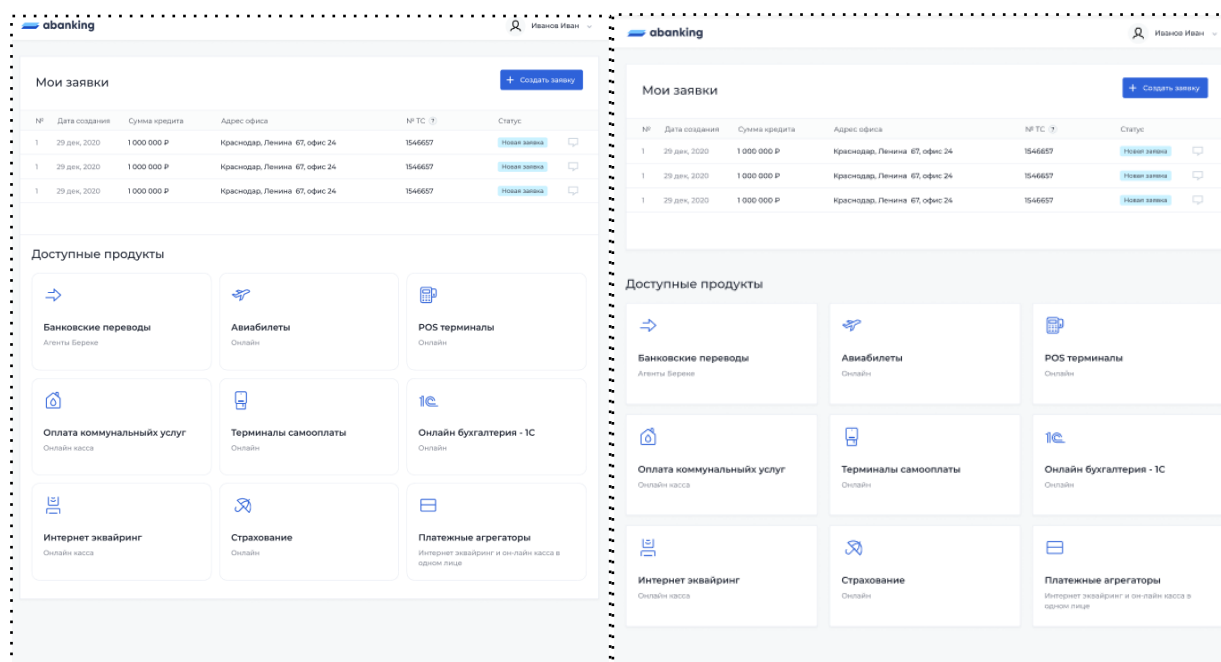 abanking
Иванов Иван
Мои заявки
+ Создать заявку
№ Дата создания Сумма кредита Адрес офиса № ТС ? Статус
1 29 дек, 2020 1 000 000 ₽ Краснодар, Ленина 67, офис 24 1546657 Новая заявка
1 29 дек, 2020 1 000 000 ₽ Краснодар, Ленина 67, офис 24 1546657 Новая заявка
1 29 дек, 2020 1 000 000 ₽ Краснодар, Ленина 67, офис 24 1546657 Новая заявка
Доступные продукты
Банковские переводы
Агенты Береке
Авиабилеты
Онлайн
POS терминалы
Онлайн
Оплата коммунальныйх услуг
Онлайн касса
Терминалы самооплаты
Онлайн
1С
Онлайн бухгалтерия - 1С
Онлайн
Интернет эквайринг
Онлайн касса
Страхование
Онлайн
Платежные агрегаторы
Интернет эквайринг и он-лайн касса в
одном лице
abanking
Иванов Иван
Мои заявки
+ Создать заявку
№ Дата создания Сумма кредита Адрес офиса № ТС ? Статус
1 29 дек, 2020 1 000 000 ₽ Краснодар, Ленина 67, офис 24 1546657 Новая заявка
1 29 дек, 2020 1 000 000 ₽ Краснодар, Ленина 67, офис 24 1546657 Новая заявка
1 29 дек, 2020 1 000 000 ₽ Краснодар, Ленина 67, офис 24 1546657 Новая заявка
Доступные продукты
Банковские переводы
Агенты Береке
Авиабилеты
Онлайн
POS терминалы
Онлайн
Оплата коммунальныйх услуг
Онлайн касса
Терминалы самооплаты
Онлайн
1С
Онлайн бухгалтерия - 1С
Онлайн
Интернет эквайринг
Онлайн касса
Страхование
Онлайн
Платежные агрегаторы
Интернет эквайринг и он-лайн касса в
одном лице